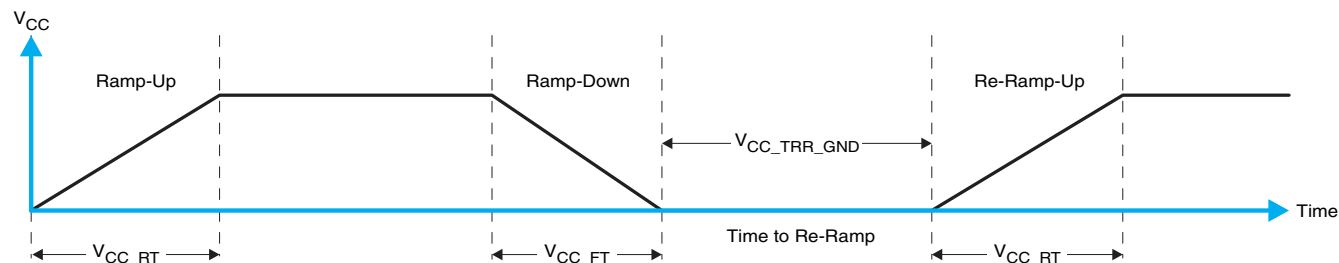 VCC
Ramp-Up
Ramp-Down
Re-Ramp-Up
VCC_TRR_GND
Time
Time to Re-Ramp
VCC_RT
VCC_FT
VCC_RT